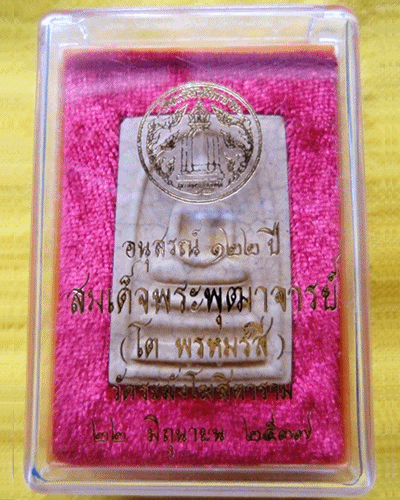 อนุสรณ์ ๑๒๒ ปี
สมเด็จพระพุฒาจารย์
(โต พรหมรํสี)
วัดระฆังโฆสิตาราม
๒๒ มิถุนายน ๒๕๓๗